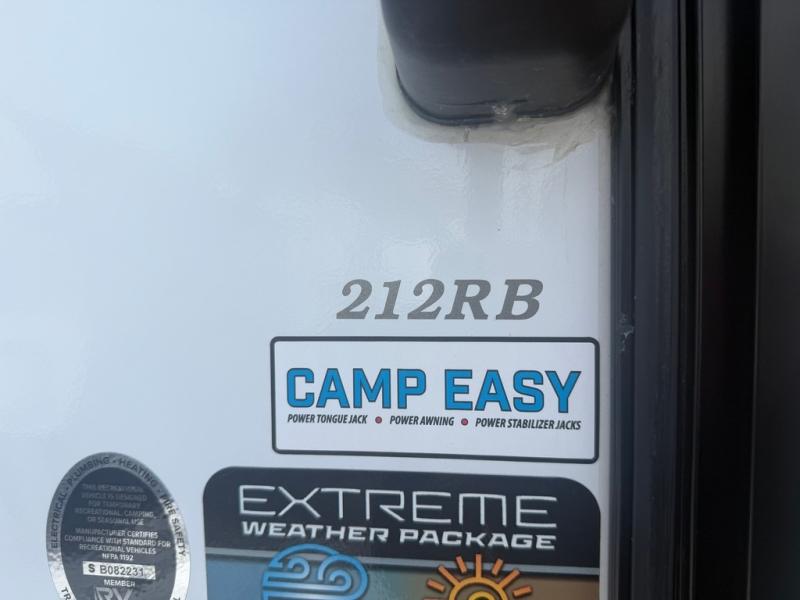 212RB
CAMP EASY
POWER TONGUE JACK • POWER AWNING • POWER STABILIZER JACKS
EXTREME
WEATHER PACKAGE
ELECTRICAL • PLUMBING • HEATING • FIRE SAFETY
THIS RECREATIONAL
VEHICLE IS DESIGNED
FOR TEMPORARY
RECREATIONAL, CAMPING,
OR SEASONAL USE
MANUFACTURER CERTIFIES
COMPLIANCE WITH STANDARD FOR
RECREATIONAL VEHICLES
NFPA 1192
S B082231
MEMBER
RV